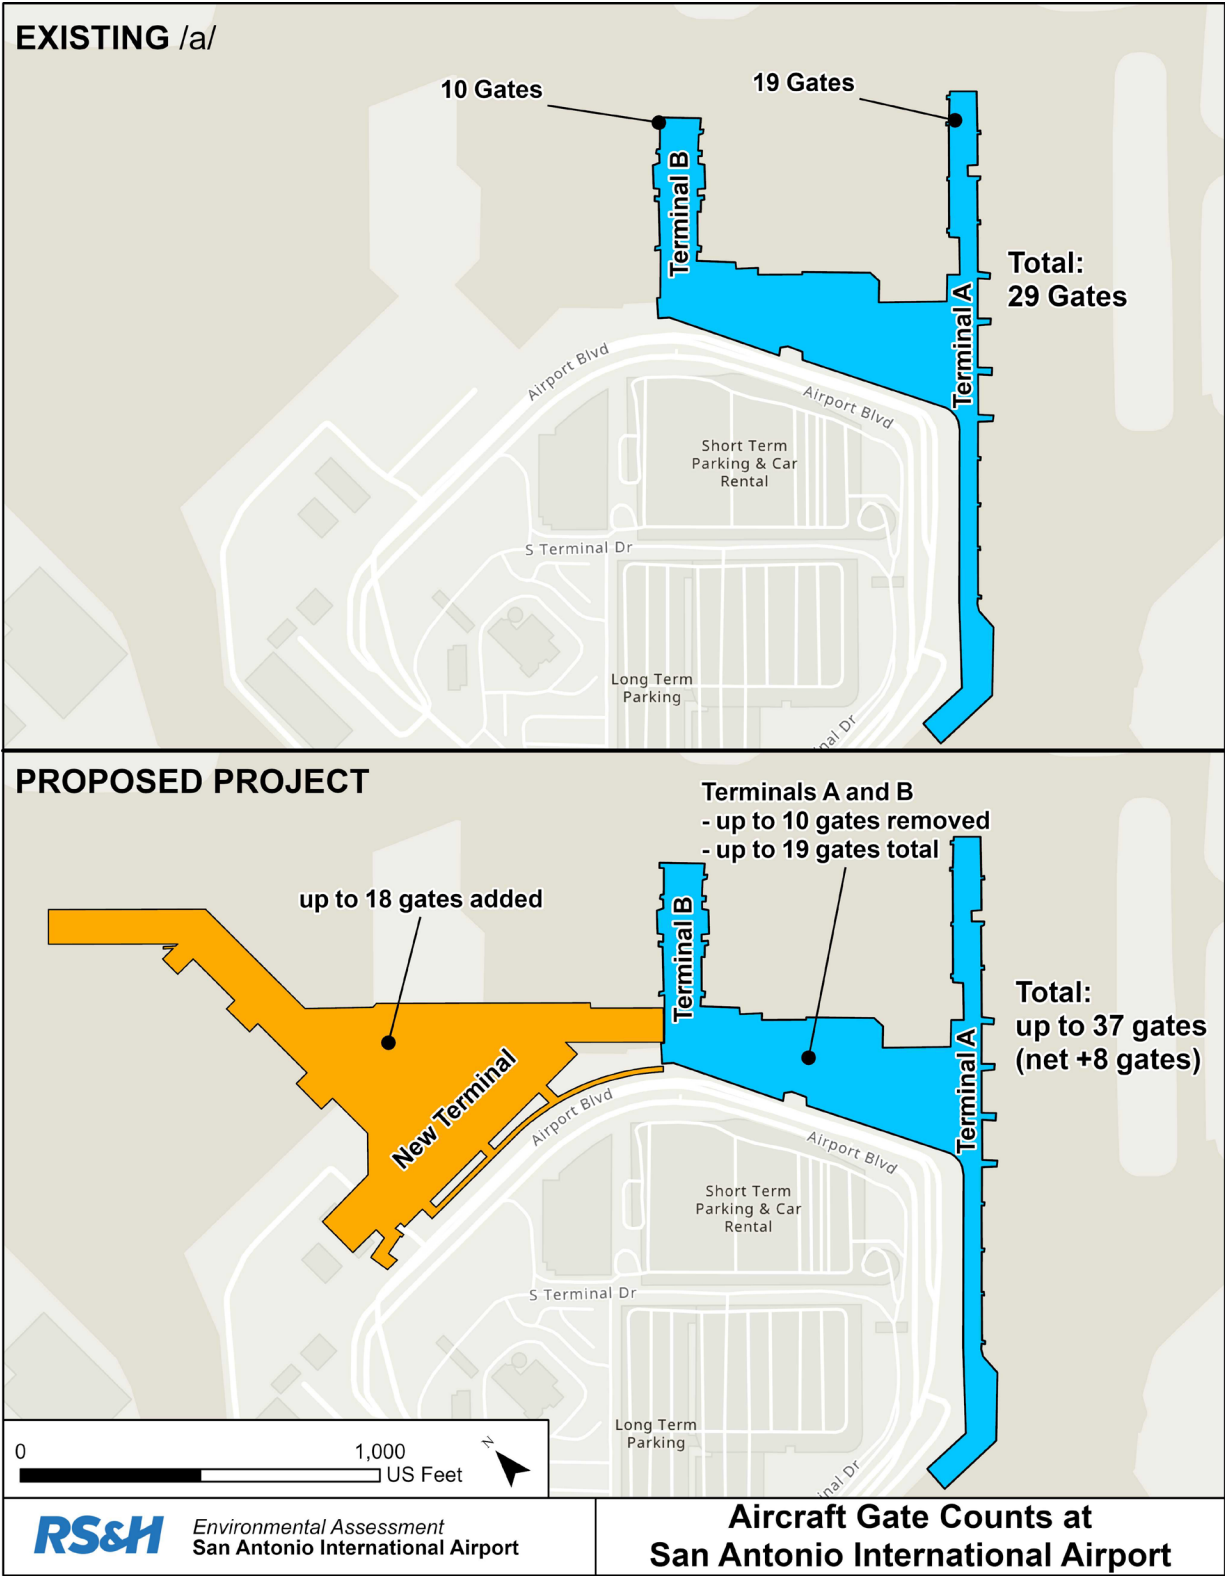 EXISTING /a/
10 Gates
19 Gates
Terminal B
Total:
29 Gates
Terminal A
Airport Blvd
Airport Blvd
Short Term
Parking & Car
Rental
S Terminal Dr
Long Term
Parking
nal Dr
PROPOSED PROJECT
Terminals A and B
- up to 10 gates removed
- up to 19 gates total
up to 18 gates added
Terminal B
Total:
up to 37 gates
(net +8 gates)
New Terminal
Terminal A
Airport Blvd
Airport Blvd
Short Term
Parking & Car
Rental
S Terminal Dr
Long Term
Parking
inal Dr
0 1,000
US Feet
N
RS&H
Environmental Assessment
San Antonio International Airport
Aircraft Gate Counts at
San Antonio International Airport